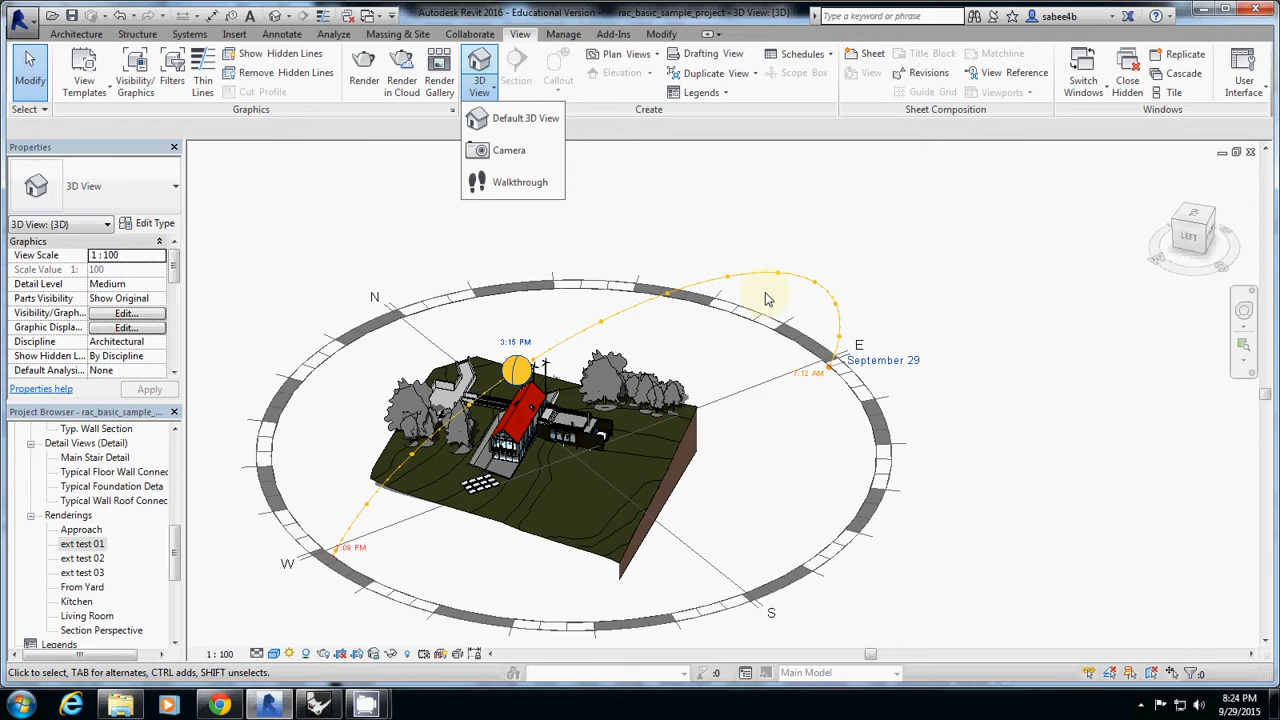 Autodesk Revit 2016 - Educational Version - rac_basic_sample_project - 3D View: {3D}
Type a keyword or phrase
sabee4b
Architecture Structure Systems Insert Annotate Analyze Massing & Site Collaborate View Manage Add-Ins Modify
Modify
View Templates
Visibility/ Graphics
Filters
Thin Lines
Show Hidden Lines
Remove Hidden Lines
Cut Profile
Render
Render in Cloud
Render Gallery
3D View
Section
Callout
Plan Views
Elevation
Drafting View
Duplicate View
Legends
Schedules
Scope Box
Sheet
View
Title Block
Revisions
Guide Grid
Matchline
View Reference
Viewports
Switch Windows
Close Hidden
Replicate
Cascade
Tile
User Interface
Select Graphics Create Sheet Composition Windows
Default 3D View
Camera
Walkthrough
Properties
3D View
3D View: {3D} Edit Type
Graphics
View Scale 1 : 100
Scale Value 1: 100
Detail Level Medium
Parts Visibility Show Original
Visibility/Grap... Edit...
Graphic Displa... Edit...
Discipline Architectural
Show Hidden L... By Discipline
Default Analysi... None
Properties help Apply
Project Browser - rac_basic_sample_...
Typ. Wall Section
Detail Views (Detail)
Main Stair Detail
Typical Floor Wall Connec
Typical Foundation Deta
Typical Wall Roof Connec
Renderings
Approach
ext test 01
ext test 02
ext test 03
From Yard
Kitchen
Living Room
Section Perspective
Legends
LEFT
N
3:15 PM
E
September 29
7:12 AM
W
:09 PM
S
1 : 100
Click to select, TAB for alternates, CTRL adds, SHIFT unselects.
:0
Main Model
:0
8:24 PM
9/29/2015